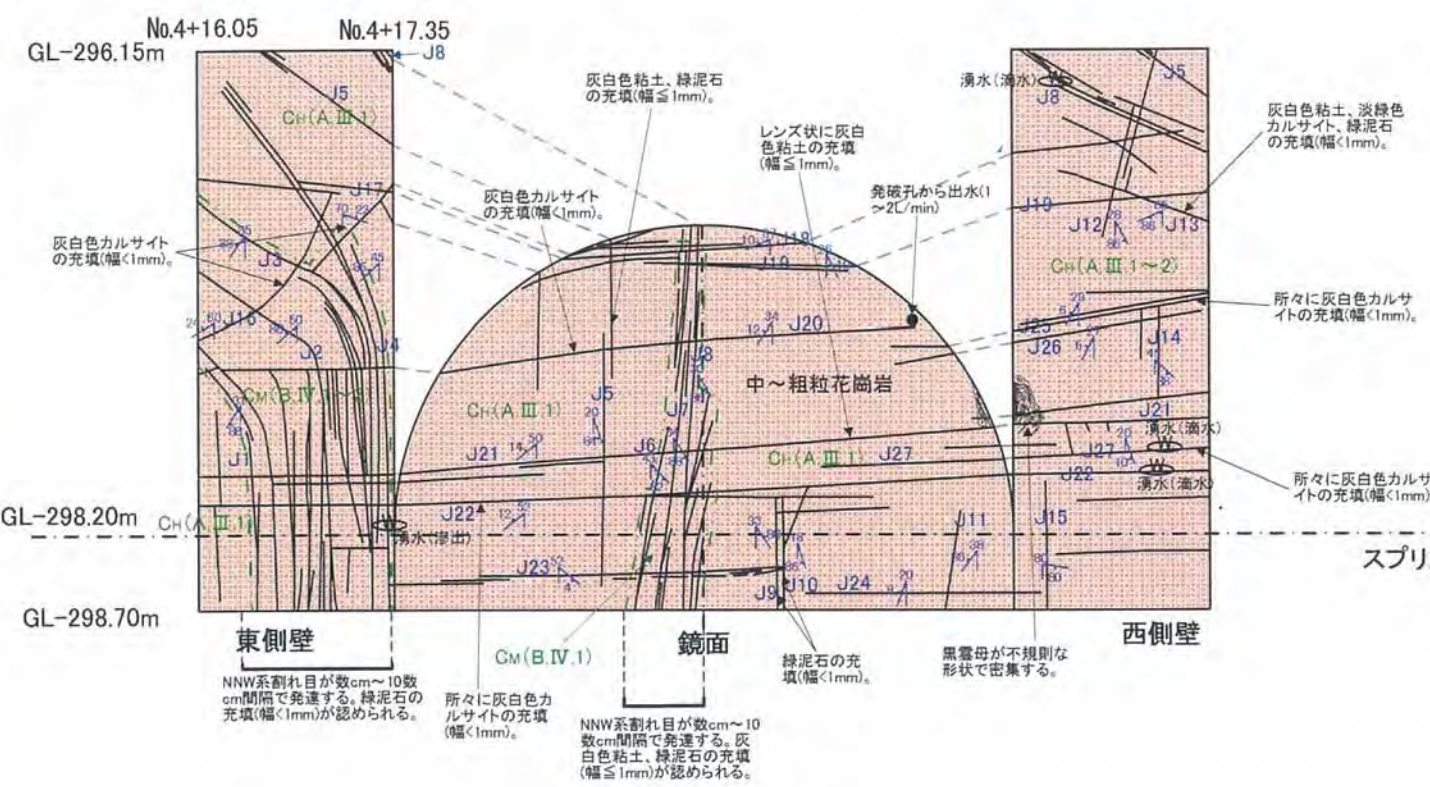 No.4+16.05
No.4+17.35
GL-296.15m
J8
J5
CH(A.Ⅲ.1)
灰白色粘土、緑泥石
の充填(幅≦1mm)。
レンズ状に灰白
色粘土の充填
(幅≦1mm)。
湧水(滴水)
W
J8
J5
灰白色粘土、淡緑色
カルサイト、緑泥石
の充填(幅<1mm)。
灰白色カルサイト
の充填(幅<1mm)。
発破孔から出水(1
～2L/min)
J17
70
22
J19
J12
J13
灰白色カルサイト
の充填(幅<1mm)。
J3
J18
J19
CH(A.Ⅲ.1～2)
所々に灰白色カルサ
イトの充填(幅<1mm)。
24
60
J16
50
J2
J4
12
34
J20
J25
J26
J14
J8
中～粗粒花崗岩
CM(B.Ⅳ.1～2)
CH(A.Ⅲ.1)
J5
20
J7
J21
湧水(滴水)
W
J1
J21
14
50
J6
CH(A.Ⅲ.1)
J27
J27
20
10
J22
W
湧水(滴水)
所々に灰白色カルサ
イトの充填(幅<1mm)
GL-298.20m
CH(A.Ⅲ.1)
W
湧水(滲出)
J22
J11
J15
スプリ
J23
J9
J10
J24
20
GL-298.70m
東側壁
鏡面
西側壁
CM(B.Ⅳ.1)
緑泥石の充
填(幅<1mm)。
黒雲母が不規則な
形状で密集する。
NNW系割れ目が数cm～10数
cm間隔で発達する。緑泥石の
充填(幅<1mm)が認められる。
所々に灰白色カ
ルサイトの充填
(幅<1mm)。
NNW系割れ目が数cm～10
数cm間隔で発達する。灰
白色粘土、緑泥石の充填
(幅≦1mm)が認められる。